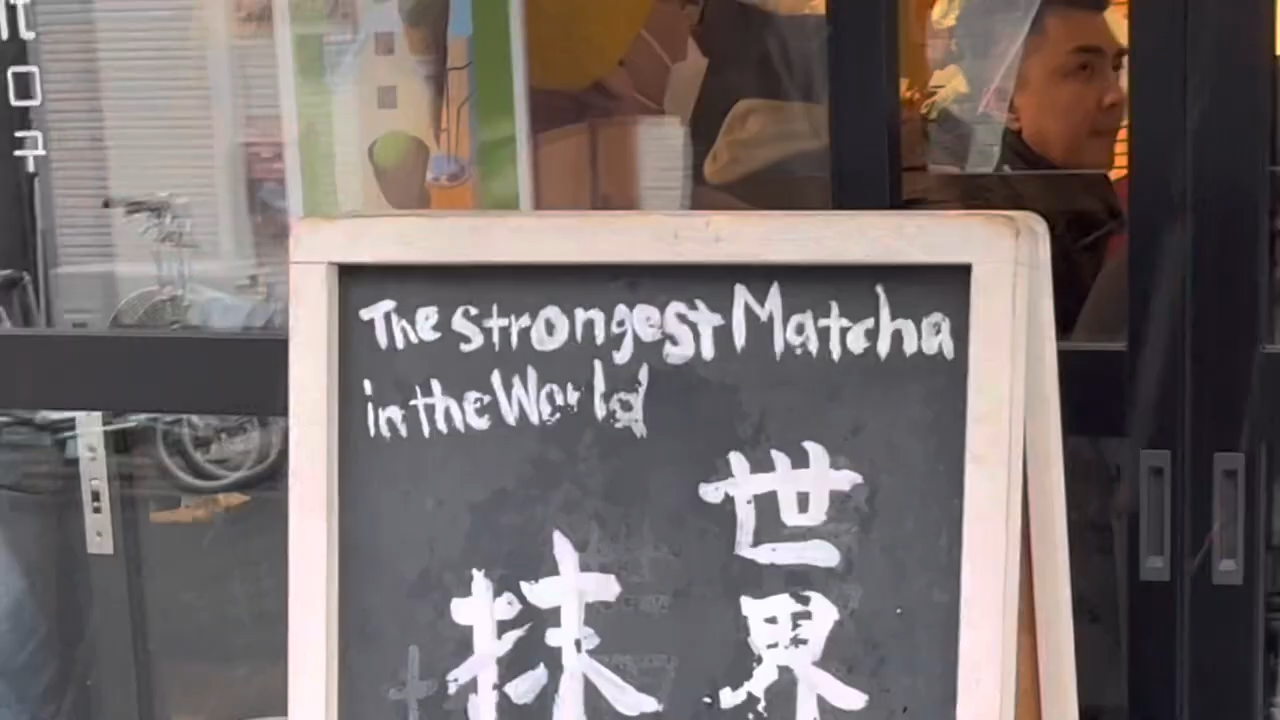 The strongest Matcha
in the World
世界
抹